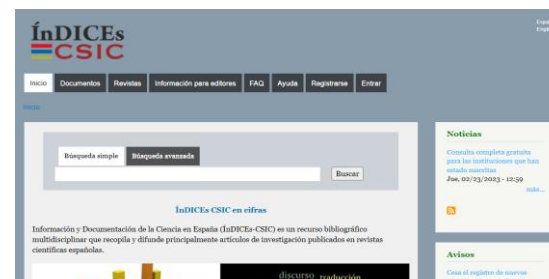 ÍnDICEs
CSIC
Inicio Documentos Revistas Información para editores FAQ Ayuda Registrarse Entrar
Inicio
Búsqueda simple Búsqueda avanzada
Buscar
ÍnDICEs CSIC en cifras
Información y Documentación de la Ciencia en España (ÍnDICEs-CSIC) es un recurso bibliográfico
multidisciplinar que recopila y difunde principalmente artículos de investigación publicados en revistas
científicas españolas.
discurso traducción
Noticias
Consulta completa gratuita
para las instituciones que han
estado suscritas
Jue, 02/23/2023 - 12:59
más...
Avisos
Cesa el registro de nuevos